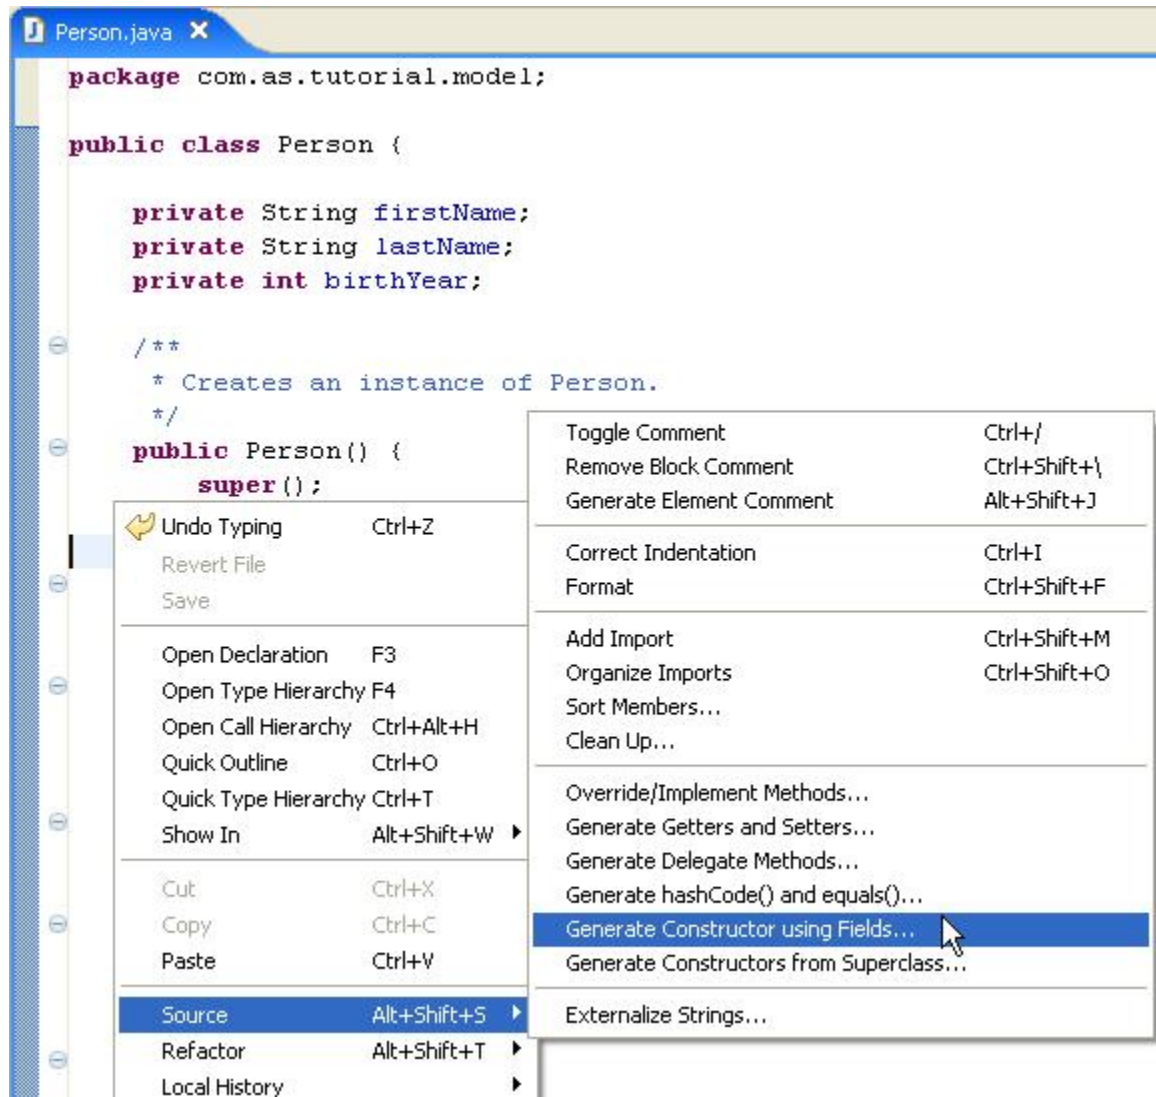 Person.java
package com.as.tutorial.model;
public class Person {
private String firstName;
private String lastName;
private int birthYear;
/**
* Creates an instance of Person.
*/
public Person() {
super();
Undo Typing Ctrl+Z
Revert File
Save
Open Declaration F3
Open Type Hierarchy F4
Open Call Hierarchy Ctrl+Alt+H
Quick Outline Ctrl+O
Quick Type Hierarchy Ctrl+T
Show In Alt+Shift+W
Cut Ctrl+X
Copy Ctrl+C
Paste Ctrl+V
Source Alt+Shift+S
Refactor Alt+Shift+T
Local History
Toggle Comment Ctrl+/
Remove Block Comment Ctrl+Shift+\
Generate Element Comment Alt+Shift+J
Correct Indentation Ctrl+I
Format Ctrl+Shift+F
Add Import Ctrl+Shift+M
Organize Imports Ctrl+Shift+O
Sort Members...
Clean Up...
Override/Implement Methods...
Generate Getters and Setters...
Generate Delegate Methods...
Generate hashCode() and equals()...
Generate Constructor using Fields...
Generate Constructors from Superclass...
Externalize Strings...